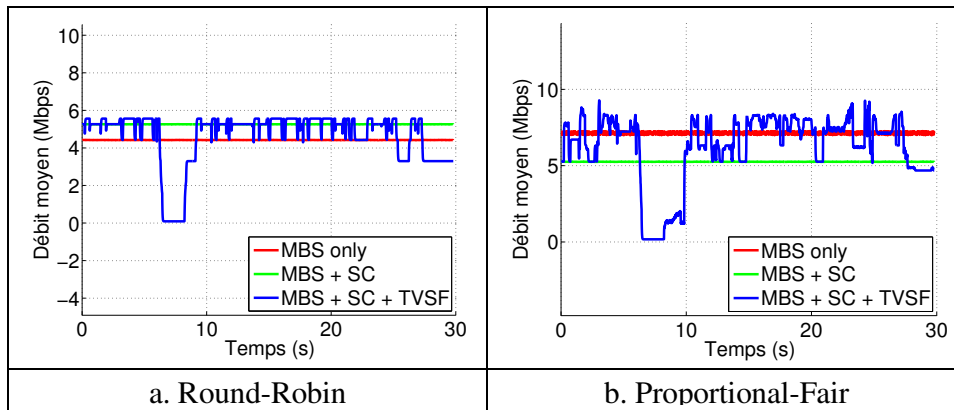 10
8
6
4
2
0
−2
−4
Débit moyen (Mbps)
MBS only
MBS + SC
MBS + SC + TVSF
0 10 20 30
Temps (s)
a. Round-Robin
10
5
0
Débit moyen (Mbps)
MBS only
MBS + SC
MBS + SC + TVSF
0 10 20 30
Temps (s)
b. Proportional-Fair